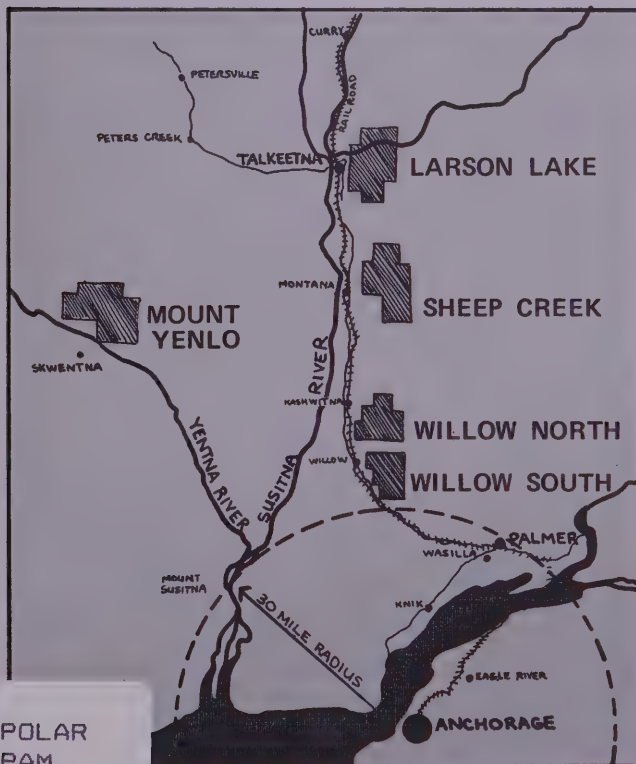 CURRY
PETERSVILLE
RAILROAD
PETERS CREEK
TALKEETNA
LARSON LAKE
MONTANA
SHEEP CREEK
MOUNT
YENLO
SKWENTNA
RIVER
KASHWITNA
WILLOW NORTH
YENTNA RIVER
SUSITNA
WILLOW
WILLOW SOUTH
PALMER
WASILLA
MOUNT
SUSITNA
30 MILE RADIUS
KNIK
EAGLE RIVER
ANCHORAGE
POLAR
RAM